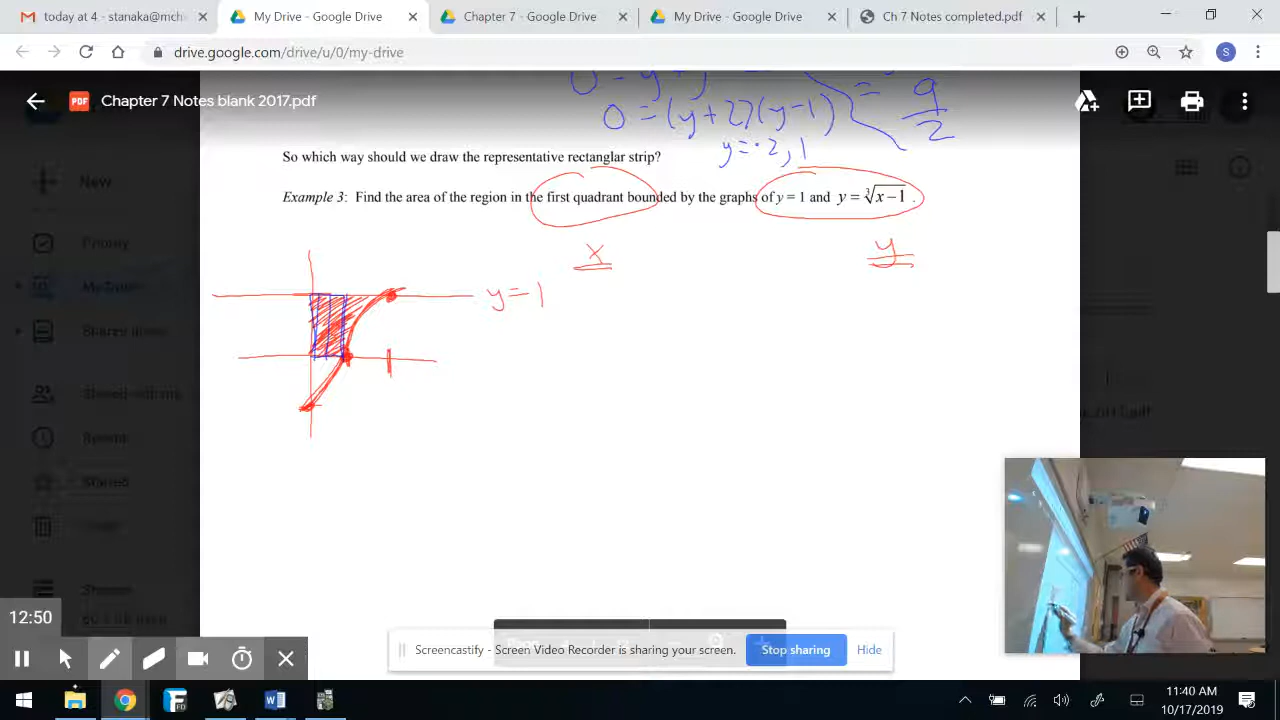 today at 4 - stanaka@mch
My Drive - Google Drive
Chapter 7 - Google Drive
My Drive - Google Drive
Ch 7 Notes completed.pdf
drive.google.com/drive/u/0/my-drive
S
PDF Chapter 7 Notes blank 2017.pdf
= 9/2
0 = (y+2)(y-1)
y = -2, 1
So which way should we draw the representative rectanglar strip?
Example 3: Find the area of the region in the first quadrant bounded by the graphs of y = 1 and y = ∛(x−1) .
x
y
y = 1
New
Priority
12:50
Screencastify - Screen Video Recorder is sharing your screen.
Stop sharing
Hide
11:40 AM
10/17/2019